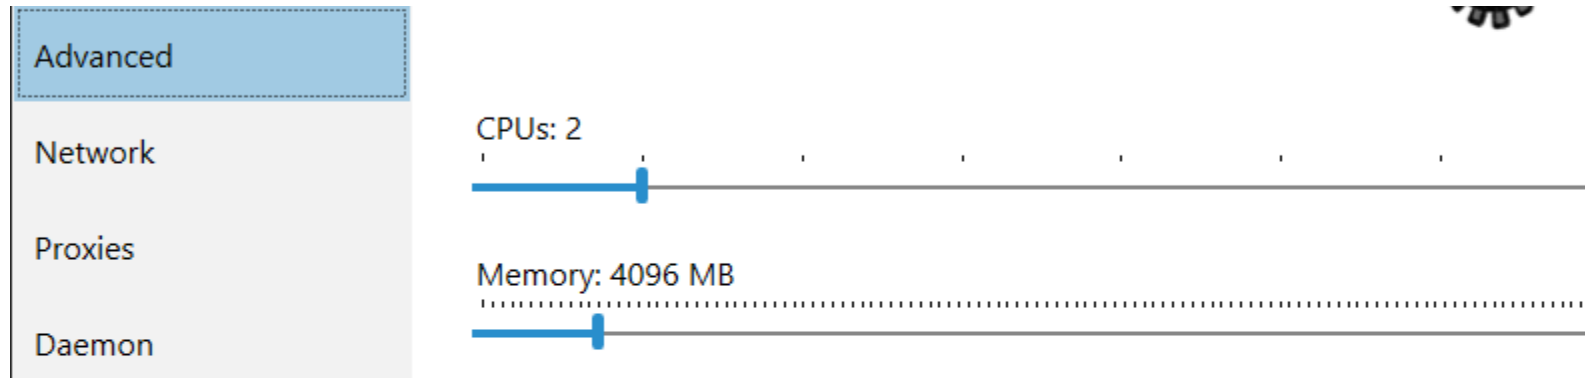 Advanced
Network
Proxies
Daemon
CPUs: 2
Memory: 4096 MB